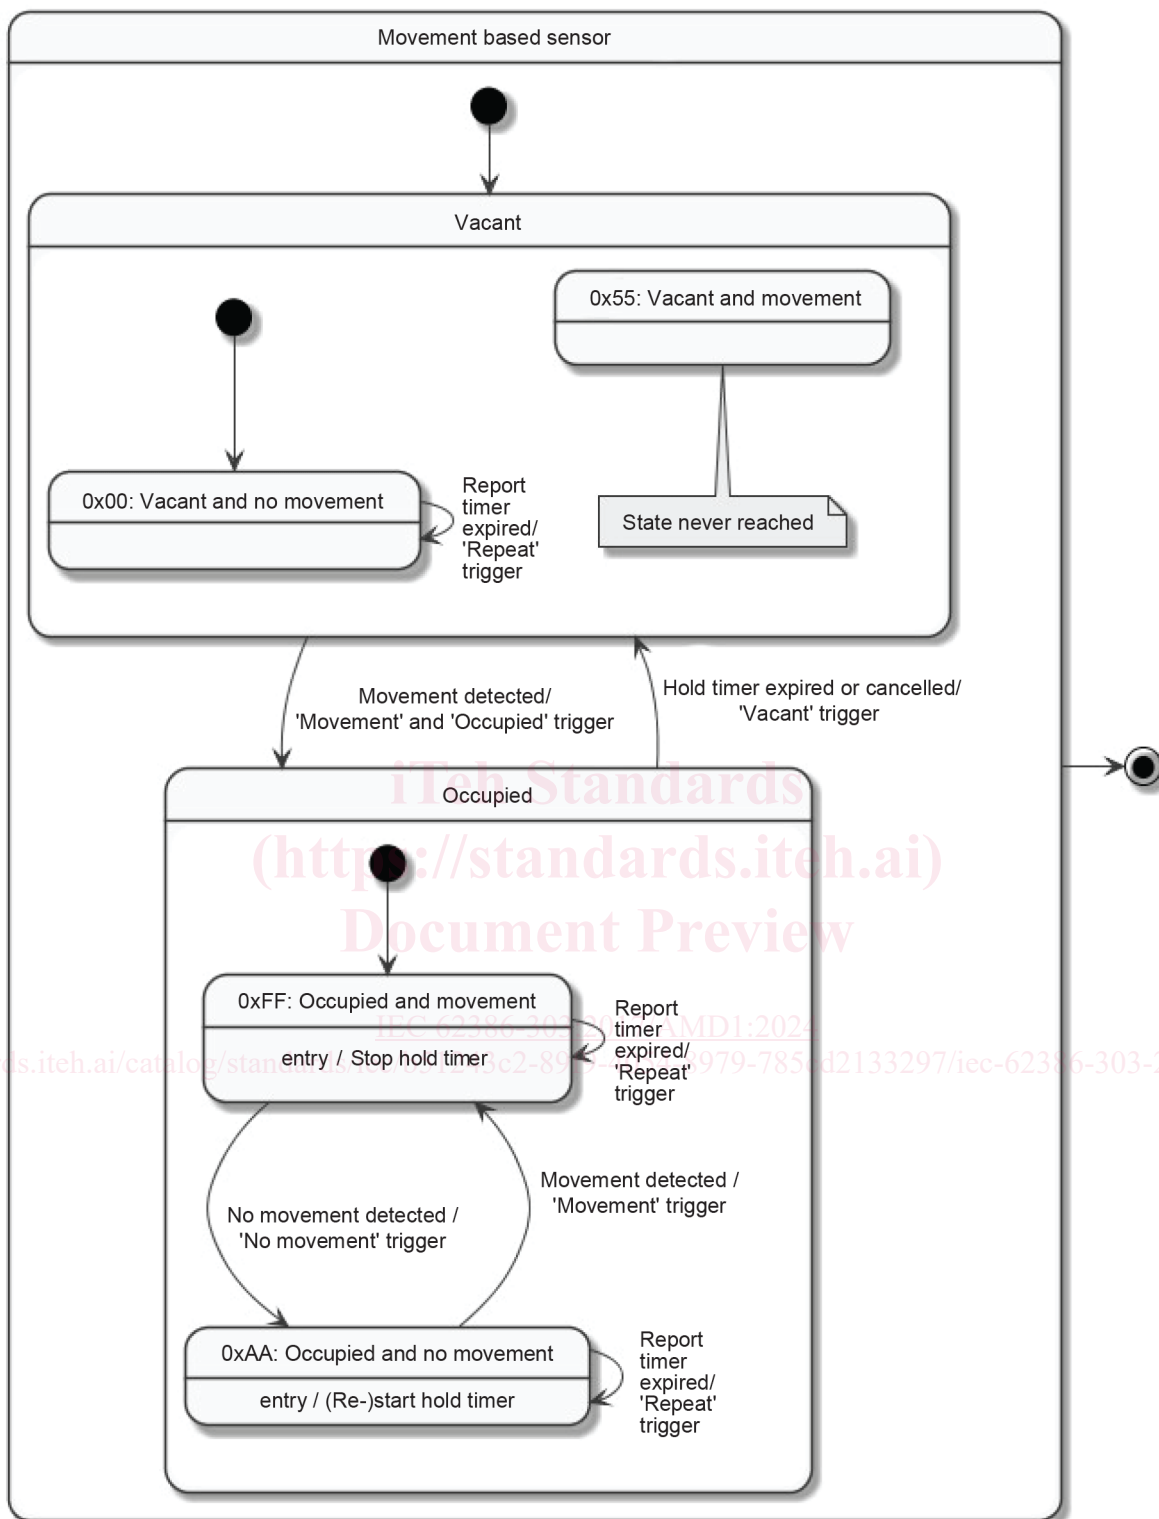 Movement based sensor
Vacant
0x55: Vacant and movement
0x00: Vacant and no movement
Report
timer
expired/
'Repeat'
trigger
State never reached
Movement detected/
'Movement' and 'Occupied' trigger
Hold timer expired or cancelled/
'Vacant' trigger
iTeh Standards
Occupied
(https://standards.iteh.ai)
Document Preview
0xFF: Occupied and movement
entry / Stop hold timer
Report
timer
expired/
'Repeat'
trigger
Movement detected /
'Movement' trigger
No movement detected /
'No movement' trigger
0xAA: Occupied and no movement
entry / (Re-)start hold timer
Report
timer
expired/
'Repeat'
trigger